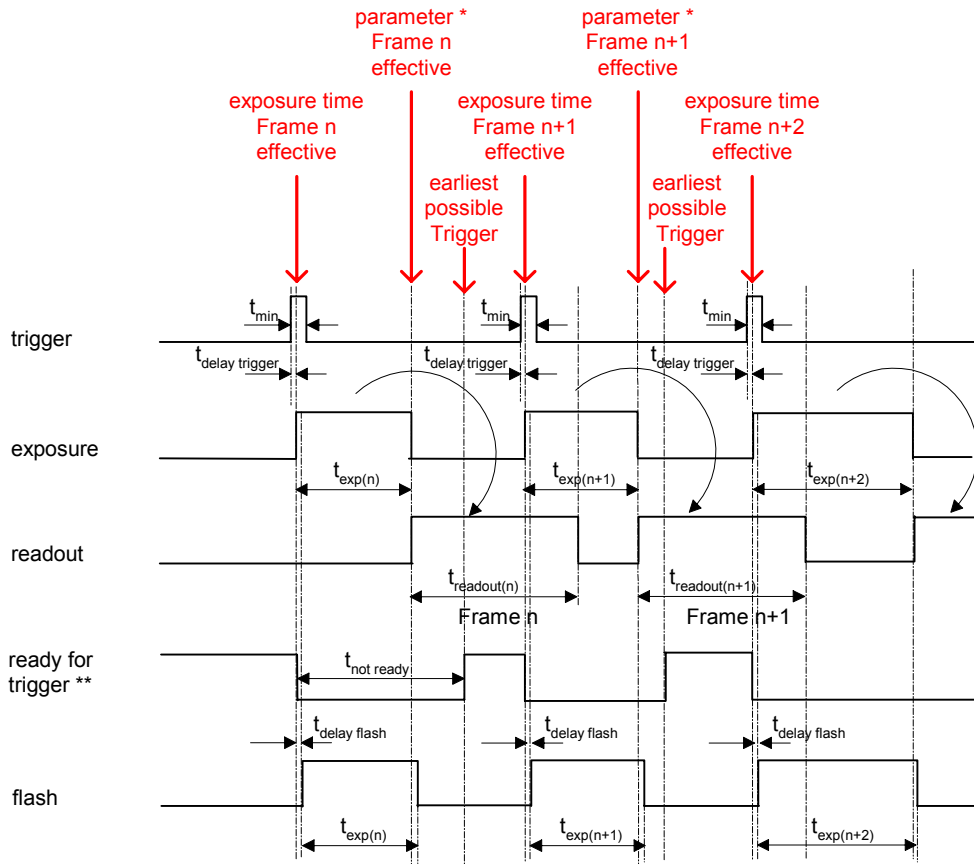 parameter *
Frame n
effective
parameter *
Frame n+1
effective
exposure time
Frame n
effective
exposure time
Frame n+1
effective
exposure time
Frame n+2
effective
earliest
possible
Trigger
earliest
possible
Trigger
trigger
tmin
tmin
tmin
tdelay trigger
tdelay trigger
tdelay trigger
exposure
texp(n)
texp(n+1)
texp(n+2)
readout
treadout(n)
treadout(n+1)
Frame n
Frame n+1
ready for
trigger **
tnot ready
tdelay flash
tdelay flash
tdelay flash
flash
texp(n)
texp(n+1)
texp(n+2)